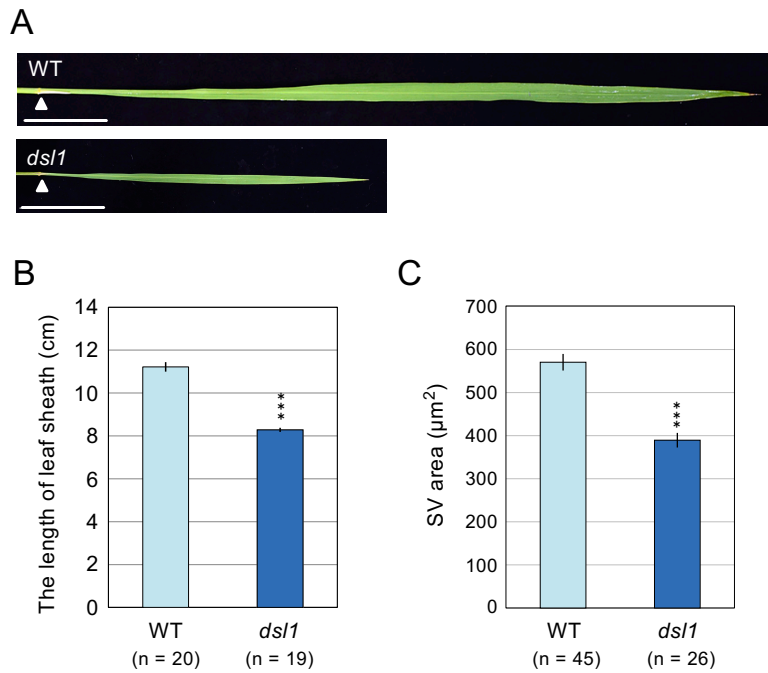 A
WT
dsl1
B
The length of leaf sheath (cm)
14
12
10
8
6
4
2
0
***
WT
dsl1
(n = 20)
(n = 19)
C
SV area (µm²)
700
600
500
400
300
200
100
0
***
WT
dsl1
(n = 45)
(n = 26)